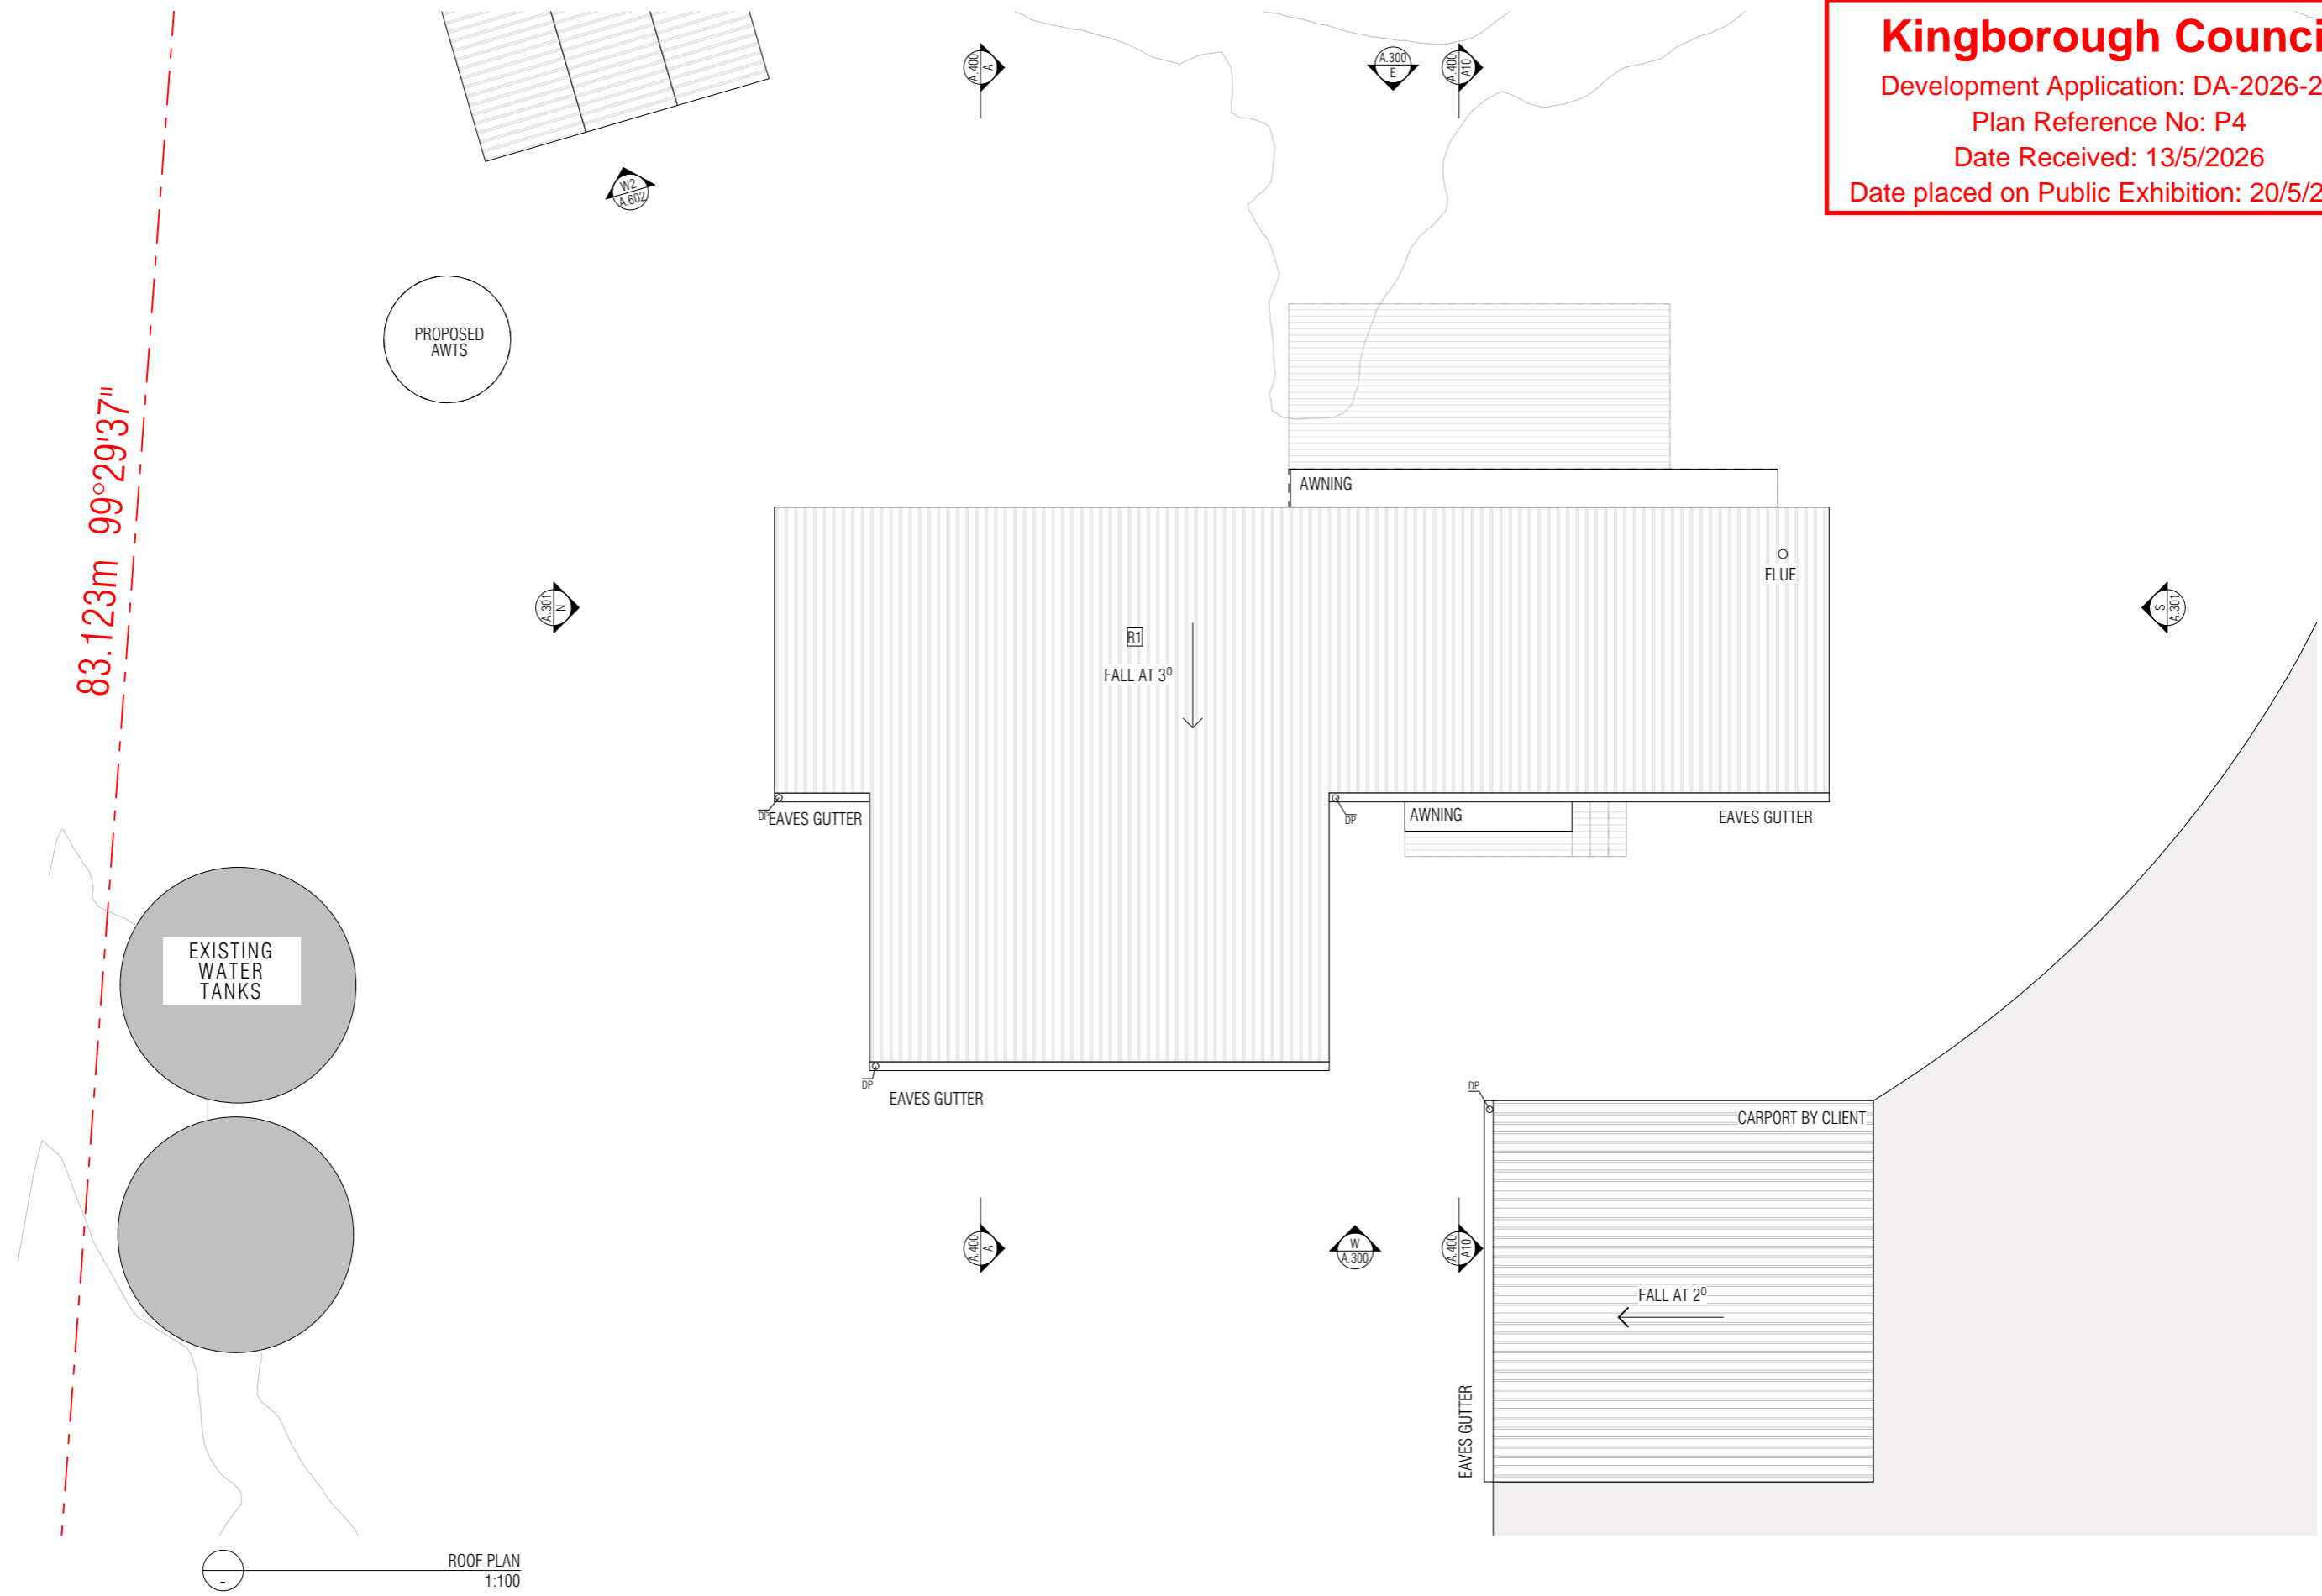 Kingborough Counci
Development Application: DA-2026-2
Plan Reference No: P4
Date Received: 13/5/2026
Date placed on Public Exhibition: 20/5/2
A.400
A
A.300
E
A.400
A10
W2
A.602
PROPOSED
AWTS
83.123m 99°29'37"
AWNING
FLUE
A.301
N
S
A.301
R1
FALL AT 3⁰
DP
EAVES GUTTER
DP
AWNING
EAVES GUTTER
EXISTING
WATER
TANKS
DP
EAVES GUTTER
DP
CARPORT BY CLIENT
A.400
A
W
A.300
A.400
A10
FALL AT 2⁰
EAVES GUTTER
ROOF PLAN
1:100
-